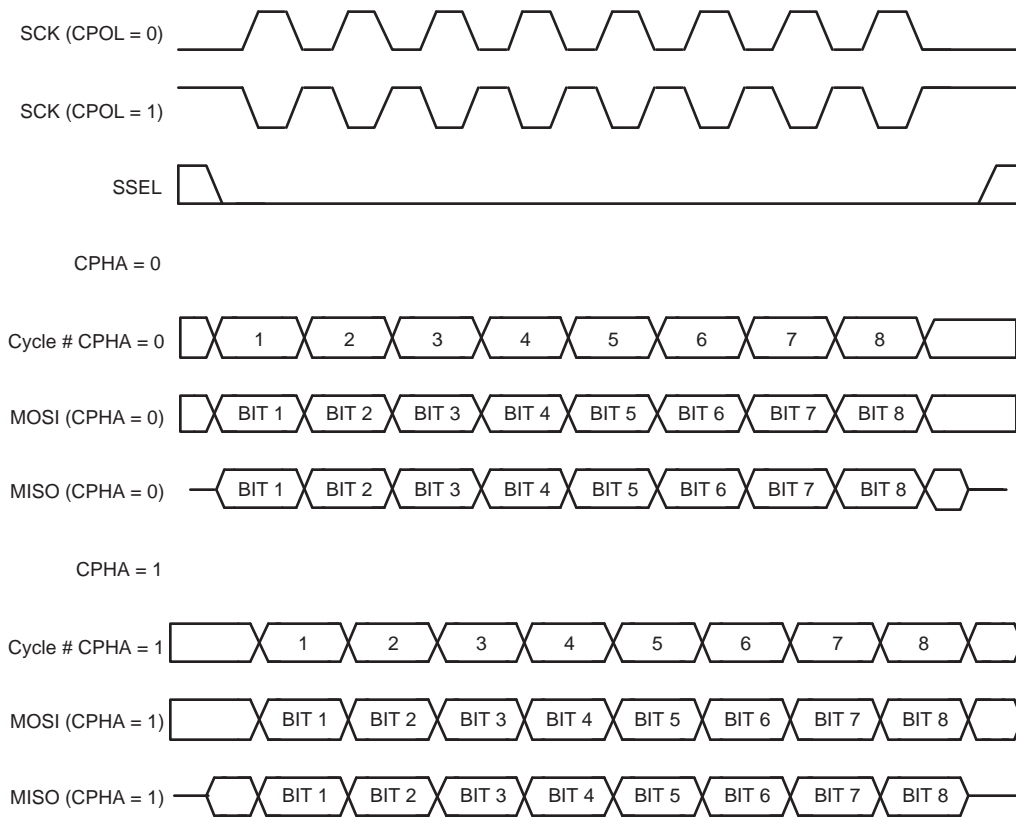 SCK (CPOL = 0)
SCK (CPOL = 1)
SSEL
CPHA = 0
Cycle # CPHA = 0 1 2 3 4 5 6 7 8
MOSI (CPHA = 0) BIT 1 BIT 2 BIT 3 BIT 4 BIT 5 BIT 6 BIT 7 BIT 8
MISO (CPHA = 0) BIT 1 BIT 2 BIT 3 BIT 4 BIT 5 BIT 6 BIT 7 BIT 8
CPHA = 1
Cycle # CPHA = 1 1 2 3 4 5 6 7 8
MOSI (CPHA = 1) BIT 1 BIT 2 BIT 3 BIT 4 BIT 5 BIT 6 BIT 7 BIT 8
MISO (CPHA = 1) BIT 1 BIT 2 BIT 3 BIT 4 BIT 5 BIT 6 BIT 7 BIT 8